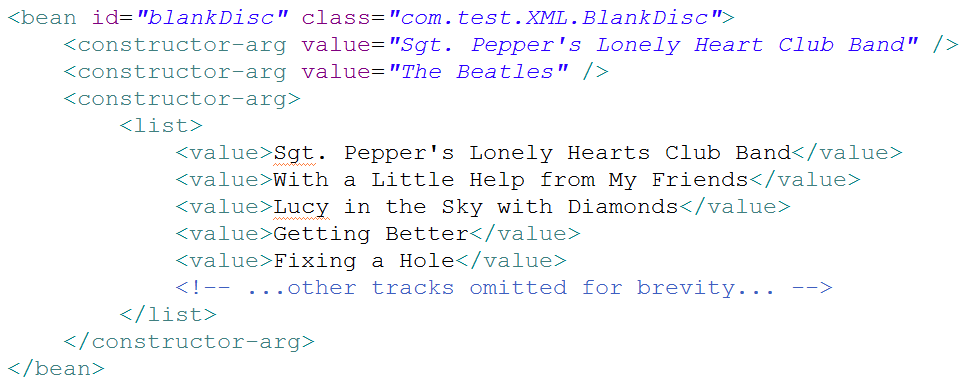 <bean id="blankDisc" class="com.test.XML.BlankDisc">
    <constructor-arg value="Sgt. Pepper's Lonely Heart Club Band" />
    <constructor-arg value="The Beatles" />
    <constructor-arg>
        <list>
            <value>Sgt. Pepper's Lonely Hearts Club Band</value>
            <value>With a Little Help from My Friends</value>
            <value>Lucy in the Sky with Diamonds</value>
            <value>Getting Better</value>
            <value>Fixing a Hole</value>
            <!-- ...other tracks omitted for brevity... -->
        </list>
    </constructor-arg>
</bean>